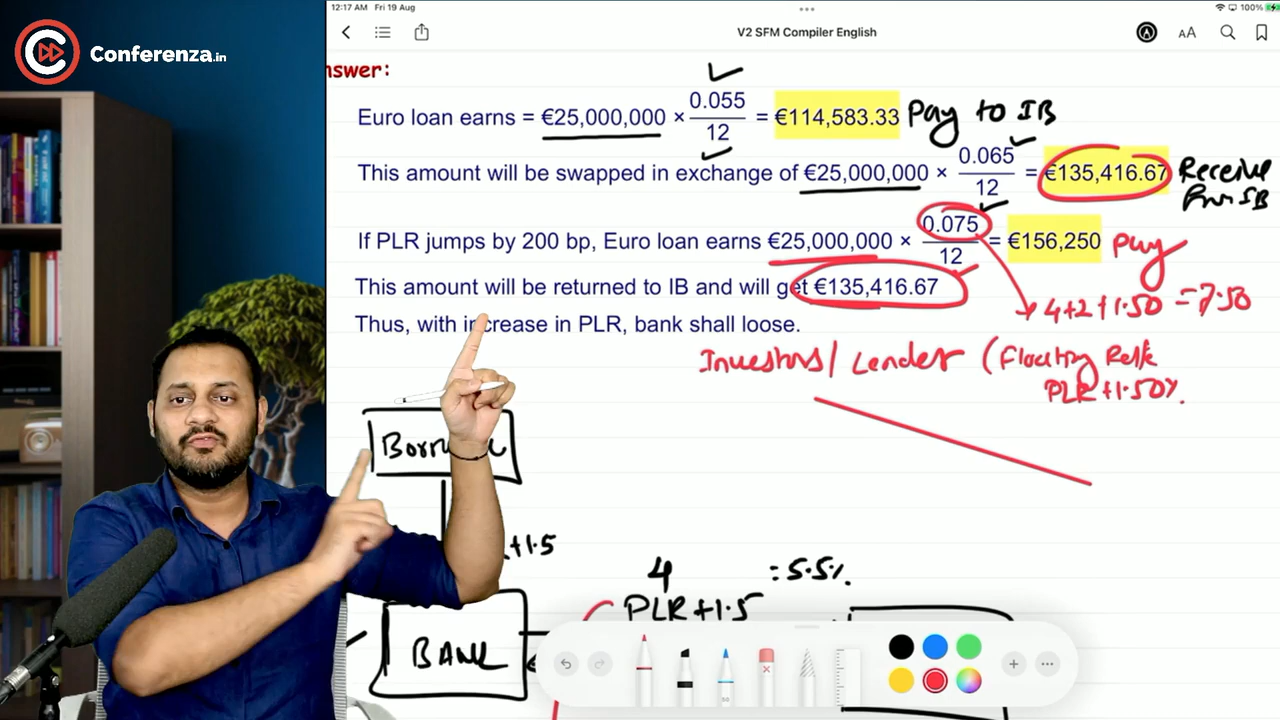 12:17 AM Fri 19 Aug
100%
Conferenza.in
V2 SFM Compiler English
AA
nswer:
Euro loan earns = €25,000,000 × 0.055/12 = €114,583.33 Pay to IB
This amount will be swapped in exchange of €25,000,000 × 0.065/12 = €135,416.67 Receive from IB
If PLR jumps by 200 bp, Euro loan earns €25,000,000 × 0.075/12 = €156,250 Pay
This amount will be returned to IB and will get €135,416.67
→ 4+2+1.50 = 7.50
Thus, with increase in PLR, bank shall loose.
Investors/Lender (Floating
PLR+1.50%.
+1.5
4 = 5.5%.
PLR+1.5
BANK